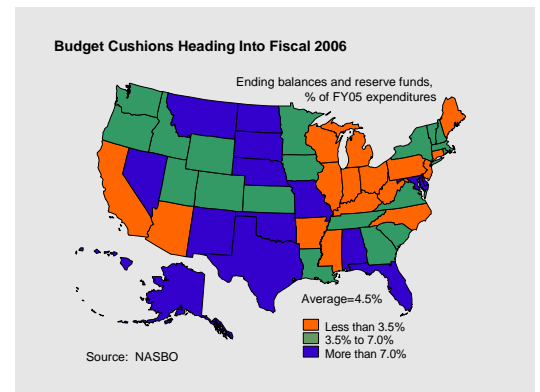 Budget Cushions Heading Into Fiscal 2006
Ending balances and reserve funds,
% of FY05 expenditures
Average=4.5%
Less than 3.5%
3.5% to 7.0%
More than 7.0%
Source:  NASBO